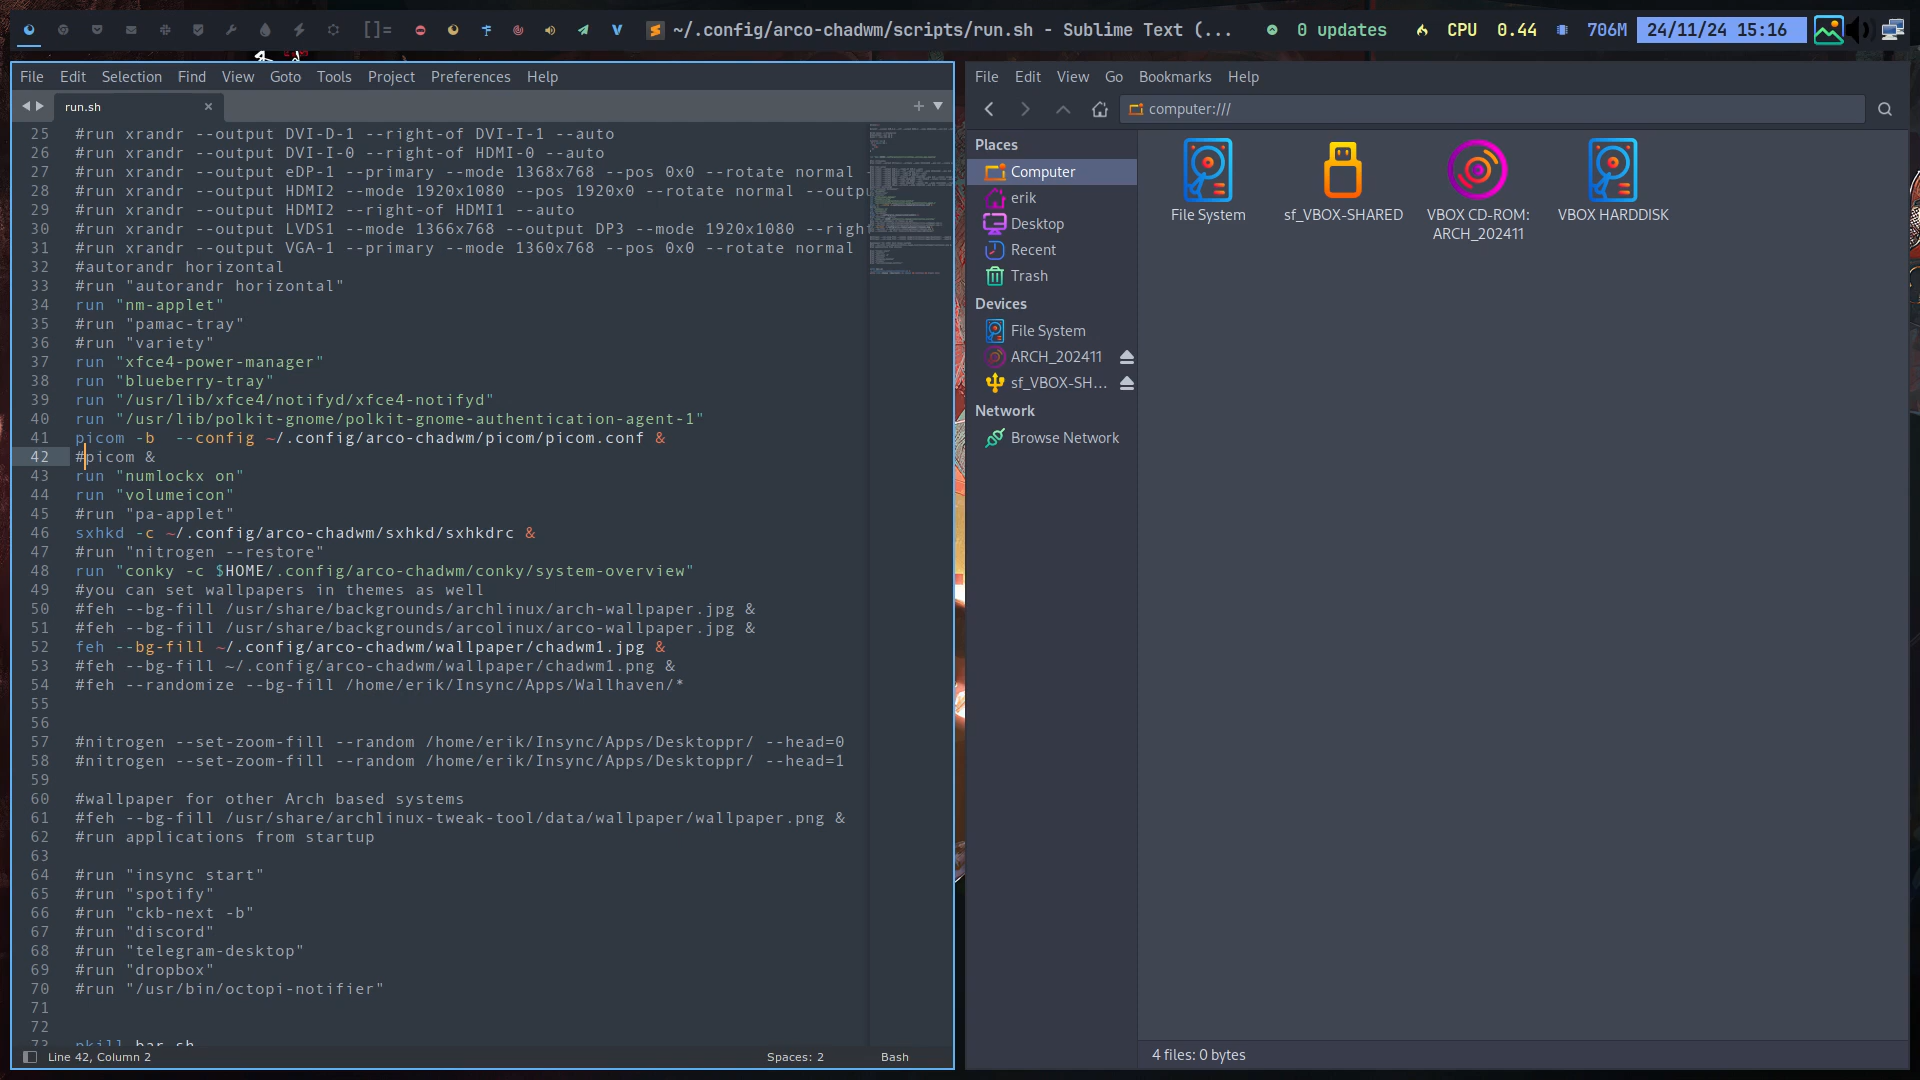 []=
~/.config/arco-chadwm/scripts/run.sh - Sublime Text (...
0 updates
CPU 0.44
706M
24/11/24 15:16
File Edit Selection Find View Goto Tools Project Preferences Help
run.sh
25 #run xrandr --output DVI-D-1 --right-of DVI-I-1 --auto
26 #run xrandr --output DVI-I-0 --right-of HDMI-0 --auto
27 #run xrandr --output eDP-1 --primary --mode 1368x768 --pos 0x0 --rotate normal
28 #run xrandr --output HDMI2 --mode 1920x1080 --pos 1920x0 --rotate normal --outpu
29 #run xrandr --output HDMI2 --right-of HDMI1 --auto
30 #run xrandr --output LVDS1 --mode 1366x768 --output DP3 --mode 1920x1080 --right
31 #run xrandr --output VGA-1 --primary --mode 1360x768 --pos 0x0 --rotate normal
32 #autorandr horizontal
33 #run "autorandr horizontal"
34 run "nm-applet"
35 #run "pamac-tray"
36 #run "variety"
37 run "xfce4-power-manager"
38 run "blueberry-tray"
39 run "/usr/lib/xfce4/notifyd/xfce4-notifyd"
40 run "/usr/lib/polkit-gnome/polkit-gnome-authentication-agent-1"
41 picom -b  --config ~/.config/arco-chadwm/picom/picom.conf &
42 #picom &
43 run "numlockx on"
44 run "volumeicon"
45 #run "pa-applet"
46 sxhkd -c ~/.config/arco-chadwm/sxhkd/sxhkdrc &
47 #run "nitrogen --restore"
48 run "conky -c $HOME/.config/arco-chadwm/conky/system-overview"
49 #you can set wallpapers in themes as well
50 #feh --bg-fill /usr/share/backgrounds/archlinux/arch-wallpaper.jpg &
51 #feh --bg-fill /usr/share/backgrounds/arcolinux/arco-wallpaper.jpg &
52 feh --bg-fill ~/.config/arco-chadwm/wallpaper/chadwm1.jpg &
53 #feh --bg-fill ~/.config/arco-chadwm/wallpaper/chadwm1.png &
54 #feh --randomize --bg-fill /home/erik/Insync/Apps/Wallhaven/*
55
56
57 #nitrogen --set-zoom-fill --random /home/erik/Insync/Apps/Desktoppr/ --head=0
58 #nitrogen --set-zoom-fill --random /home/erik/Insync/Apps/Desktoppr/ --head=1
59
60 #wallpaper for other Arch based systems
61 #feh --bg-fill /usr/share/archlinux-tweak-tool/data/wallpaper/wallpaper.png &
62 #run applications from startup
63
64 #run "insync start"
65 #run "spotify"
66 #run "ckb-next -b"
67 #run "discord"
68 #run "telegram-desktop"
69 #run "dropbox"
70 #run "/usr/bin/octopi-notifier"
71
72
73 pkill bar.sh
Line 42, Column 2
Spaces: 2
Bash
File Edit View Go Bookmarks Help
computer:///
Places
Computer
erik
Desktop
Recent
Trash
Devices
File System
ARCH_202411
sf_VBOX-SH...
Network
Browse Network
File System
sf_VBOX-SHARED
VBOX CD-ROM:
ARCH_202411
VBOX HARDDISK
4 files: 0 bytes